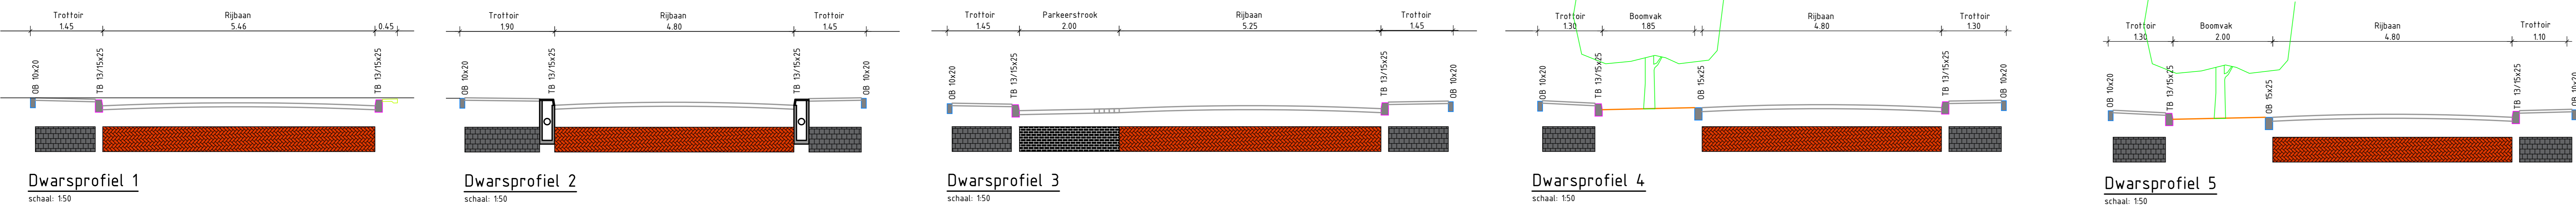 Trottoir Rijbaan
1.45 5.46 0.45
OB 10x20
TB 13/15x25
TB 13/15x25
Dwarsprofiel 1
schaal: 1:50
Trottoir Rijbaan Trottoir
1.90 4.80 1.45
OB 10x20
TB 13/15x25
TB 13/15x25
OB 10x20
Dwarsprofiel 2
schaal: 1:50
Trottoir Parkeerstrook Rijbaan Trottoir
1.45 2.00 5.25 1.45
OB 10x20
TB 13/15x25
TB 13/15x25
OB 10x20
Dwarsprofiel 3
schaal: 1:50
Trottoir Boomvak Rijbaan Trottoir
1.30 1.85 4.80 1.30
OB 10x20
TB 13/15x25
OB 15x25
TB 13/15x25
OB 10x20
Dwarsprofiel 4
schaal: 1:50
Trottoir Boomvak Rijbaan Trottoir
1.30 2.00 4.80 1.10
OB 10x20
TB 13/15x25
OB 15x25
TB 13/15x25
OB 10x20
Dwarsprofiel 5
schaal: 1:50